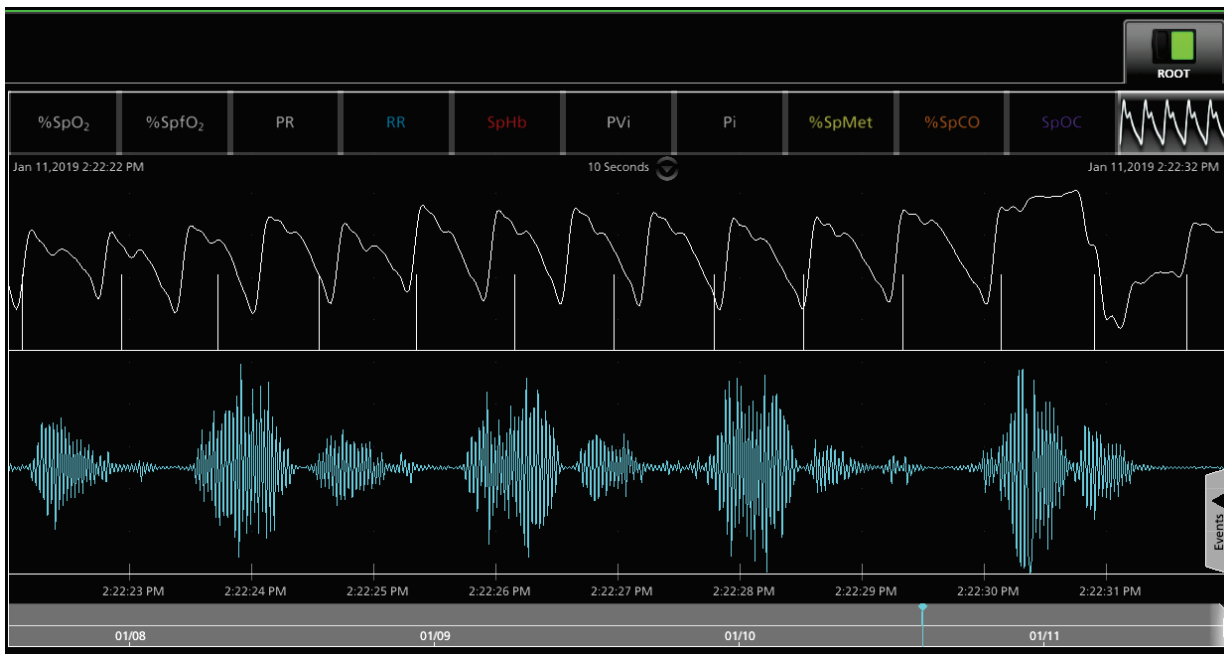 ROOT
%SpO₂ %SpfO₂ PR RR SpHb PVi Pi %SpMet %SpCO SpOC
Jan 11,2019 2:22:22 PM 10 Seconds Jan 11,2019 2:22:32 PM
Events
2:22:23 PM 2:22:24 PM 2:22:25 PM 2:22:26 PM 2:22:27 PM 2:22:28 PM 2:22:29 PM 2:22:30 PM 2:22:31 PM
01/08 01/09 01/10 01/11